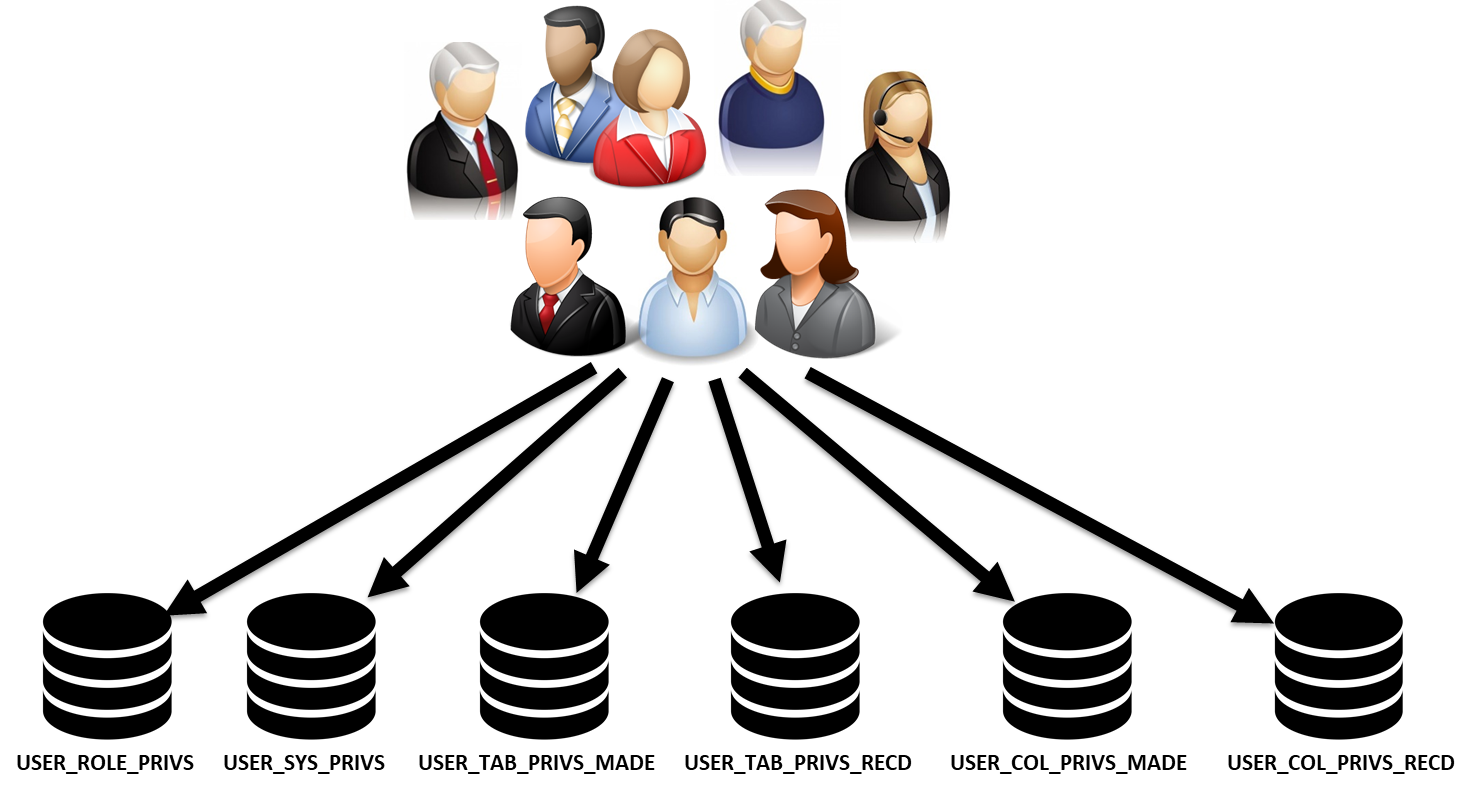 USER_ROLE_PRIVS
USER_SYS_PRIVS
USER_TAB_PRIVS_MADE
USER_TAB_PRIVS_RECD
USER_COL_PRIVS_MADE
USER_COL_PRIVS_RECD